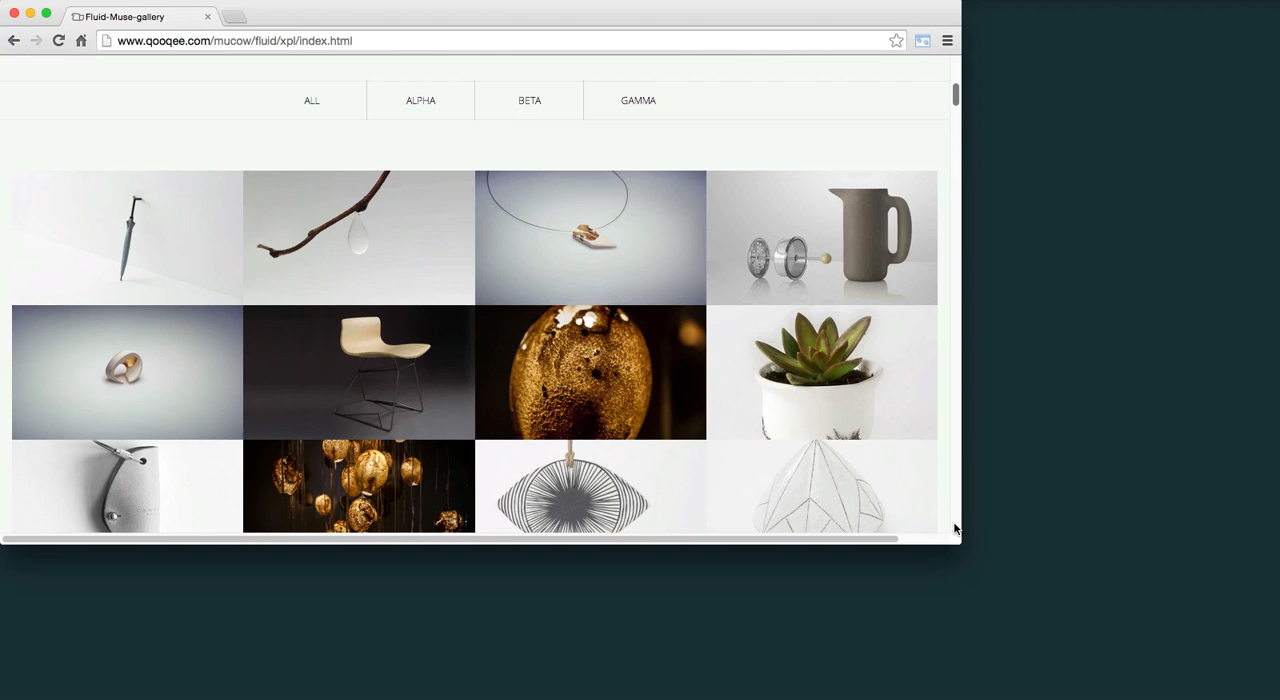 Fluid-Muse-gallery
www.qooqee.com/mucow/fluid/xpl/index.html
ALL
ALPHA
BETA
GAMMA